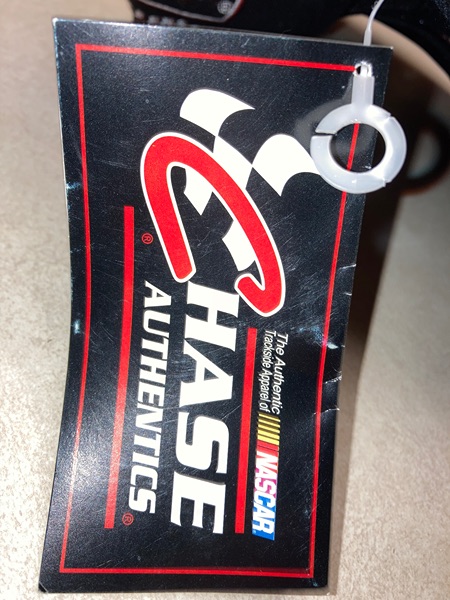 The Authentic
Trackside Apparel of
NASCAR
CHASE
AUTHENTICS®
®